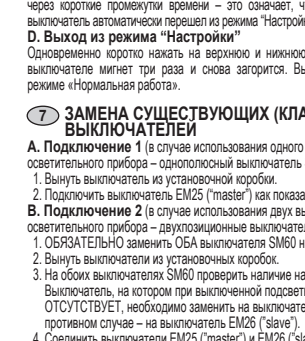 через короткие промежутки времени – это означает, ч
выключатель автоматически перешел из режима "Настрой
D. Выход из режима "Настройки"
Одновременно коротко нажать на верхнюю и нижнюю
выключателе мигнет три раза и снова загорится. Вы
режиме «Нормальная работа».
7 ЗАМЕНА СУЩЕСТВУЮЩИХ (КЛА
ВЫКЛЮЧАТЕЛЕЙ
A. Подключение 1 (в случае использования одного
осветительного прибора – однополюсный выключатель
1. Вынуть выключатель из установочной коробки.
2. Подключить выключатель EM25 ("master") как показа
B. Подключение 2 (в случае использования двух вы
осветительного прибора – двухпозиционные выключате
1. ОБЯЗАТЕЛЬНО заменить ОБА выключателя SM60 н
2. Вынуть выключатели из установочных коробок.
3. На обоих выключателях SM60 проверить наличие на
Выключатель, на котором при выключенной подсветк
ОТСУТСТВУЕТ, необходимо заменить на выключате
противном случае – на выключатель EM26 ("slave").
4. Соединить выключатели EM25 ("master") и EM26 ("sla